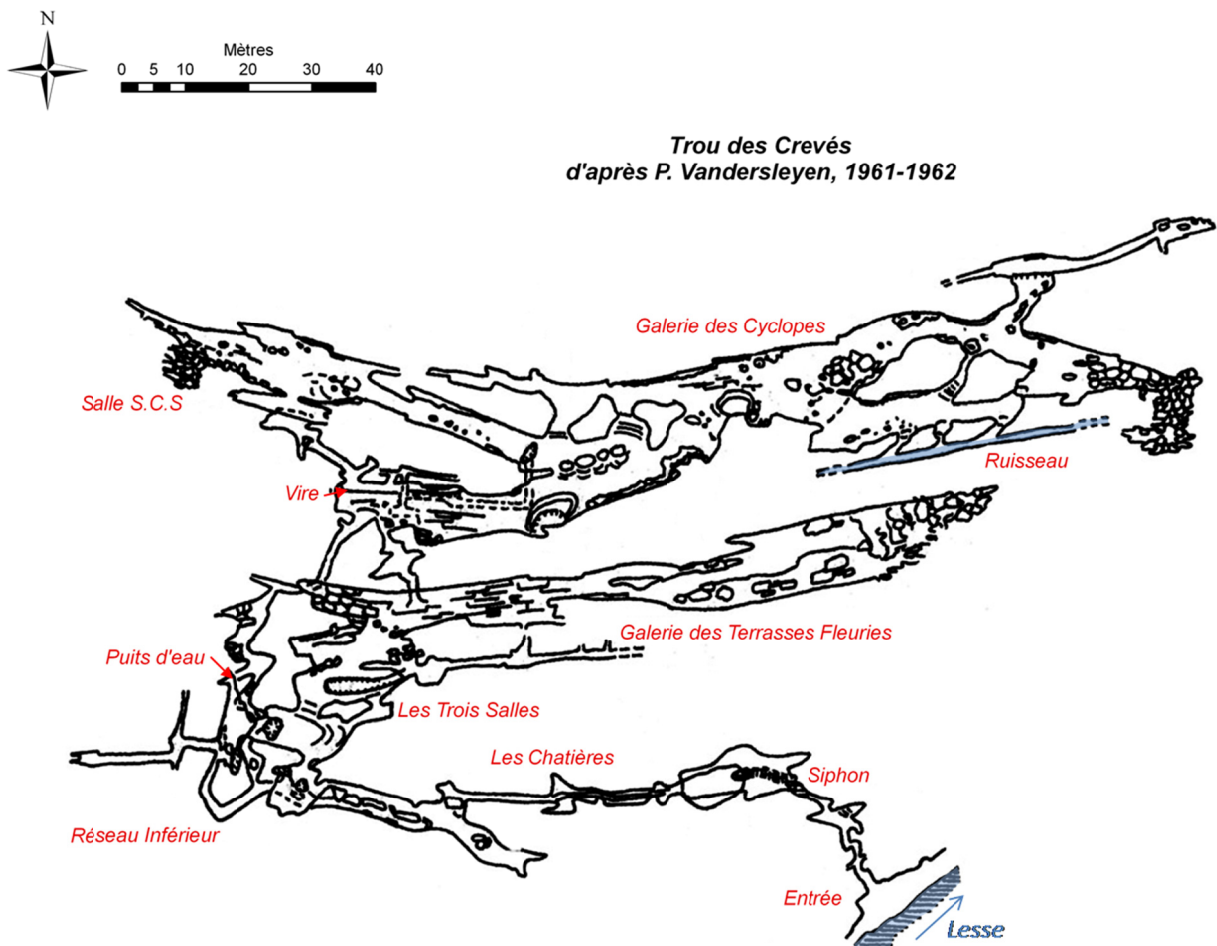 N
Mètres
0 5 10 20 30 40
Trou des Crevés
d'après P. Vandersleyen, 1961-1962
Galerie des Cyclopes
Salle S.C.S
Ruisseau
Vire
Galerie des Terrasses Fleuries
Puits d'eau
Les Trois Salles
Les Chatières
Siphon
Réseau Inférieur
Entrée
Lesse